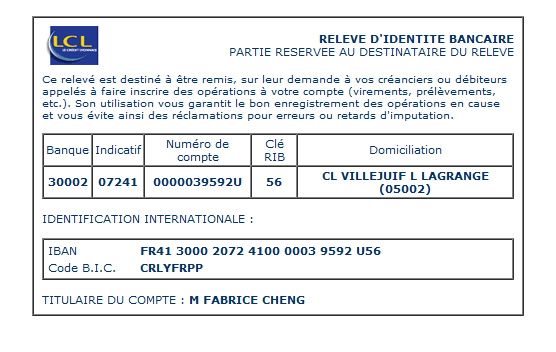 LCL
LE CRÉDIT LYONNAIS
RELEVE D'IDENTITE BANCAIRE
PARTIE RESERVEE AU DESTINATAIRE DU RELEVE
Ce relevé est destiné à être remis, sur leur demande à vos créanciers ou débiteurs
appelés à faire inscrire des opérations à votre compte (virements, prélèvements,
etc.). Son utilisation vous garantit le bon enregistrement des opérations en cause
et vous évite ainsi des réclamations pour erreurs ou retards d'imputation.
Banque Indicatif Numéro de compte Clé RIB Domiciliation
30002 07241 0000039592U 56 CL VILLEJUIF L LAGRANGE (05002)
IDENTIFICATION INTERNATIONALE :
IBAN FR41 3000 2072 4100 0003 9592 U56
Code B.I.C. CRLYFRPP
TITULAIRE DU COMPTE : M FABRICE CHENG